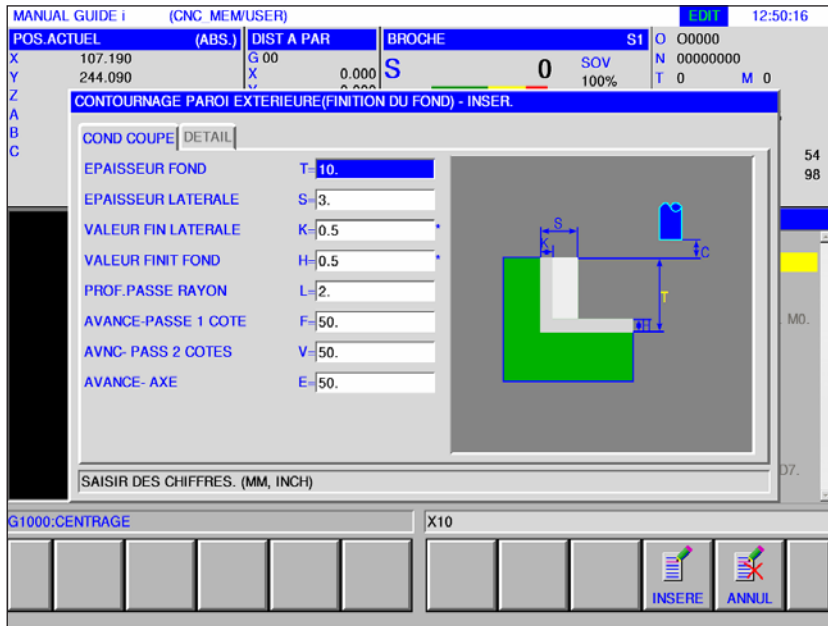 MANUAL GUIDE i (CNC_MEM/USER) EDIT 12:50:16
POS.ACTUEL (ABS.) DIST A PAR BROCHE S1 O O0000
X 107.190 G 00 N 00000000
Y 244.090 X 0.000 S 0 SOV 100% T 0 M 0
Z
A
B
C
54
98
CONTOURNAGE PAROI EXTERIEURE(FINITION DU FOND) - INSER.
COND COUPE DETAIL
EPAISSEUR FOND T=10.
EPAISSEUR LATERALE S=3.
VALEUR FIN LATERALE K=0.5 *
VALEUR FINIT FOND H=0.5 *
PROF.PASSE RAYON L=2.
AVANCE-PASSE 1 COTE F=50.
AVNC- PASS 2 COTES V=50.
AVANCE- AXE E=50.
S
K
C
T
H
M0.
D7.
SAISIR DES CHIFFRES. (MM, INCH)
G1000:CENTRAGE X10
INSERE ANNUL